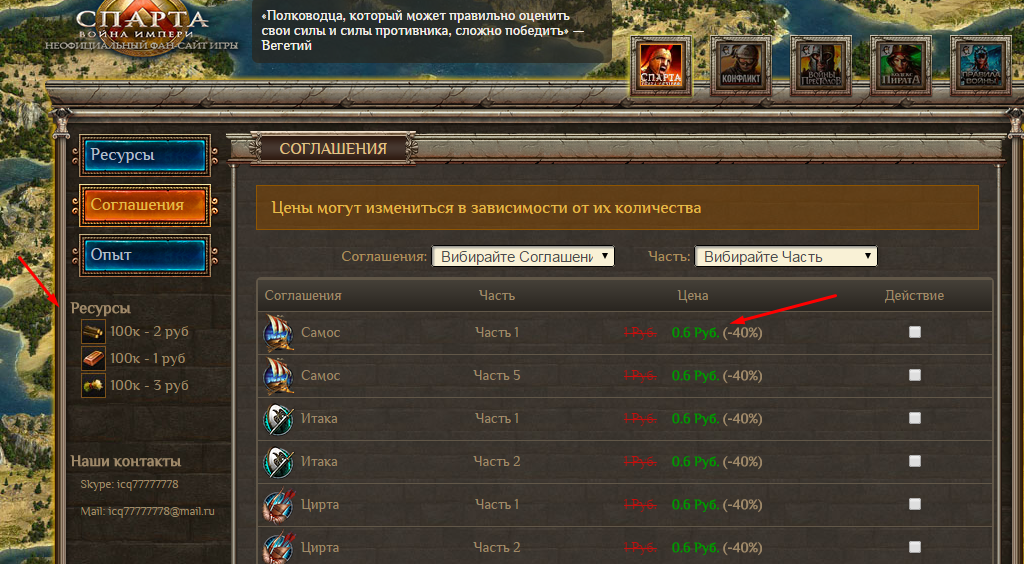 СПАРТА
ВОЙНА ИМПЕРИ
НЕОФИЦИАЛЬНЫЙ ФАН-САЙТ ИГРЫ
«Полководца, который может правильно оценить
свои силы и силы противника, сложно победить» —
Вегетий
СПАРТА
КОНФЛИКТ
ПИРАТА
ПРАВИЛА ВОЙНЫ
Ресурсы
Соглашения
Опыт
Ресурсы
100к - 2 руб
100к - 1 руб
100к - 3 руб
Наши контакты
Skype: icq77777778
Mail: icq77777778@mail.ru
СОГЛАШЕНИЯ
Цены могут измениться в зависимости от их количества
Соглашения: Вибирайте Соглашени Часть: Вибирайте Часть
Соглашения Часть Цена Действие
Самос Часть 1 1 Руб. 0.6 Руб. (-40%)
Самос Часть 5 1 Руб. 0.6 Руб. (-40%)
Итака Часть 1 1 Руб. 0.6 Руб. (-40%)
Итака Часть 2 1 Руб. 0.6 Руб. (-40%)
Цирта Часть 1 1 Руб. 0.6 Руб. (-40%)
Цирта Часть 2 1 Руб. 0.6 Руб. (-40%)